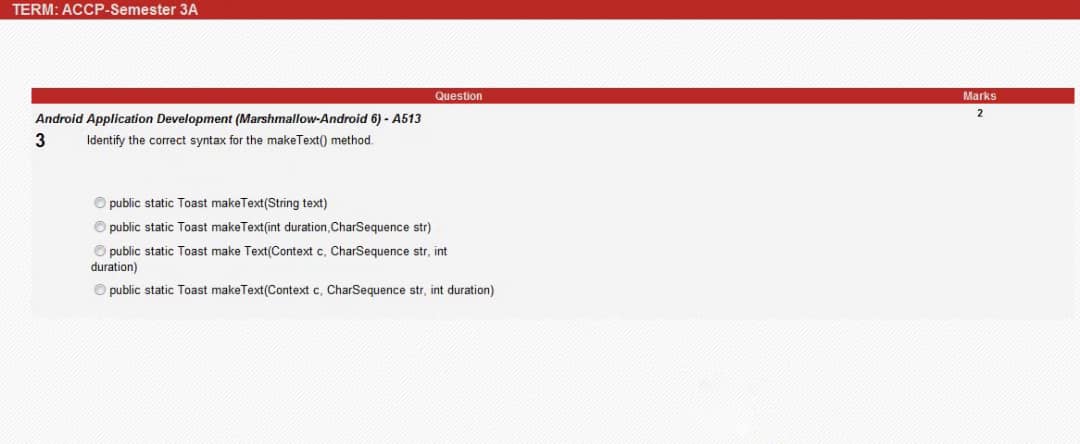 TERM: ACCP-Semester 3A
Question Marks
Android Application Development (Marshmallow-Android 6) - A513 2
3 Identify the correct syntax for the makeText() method.
public static Toast makeText(String text)
public static Toast makeText(int duration,CharSequence str)
public static Toast make Text(Context c, CharSequence str, int
duration)
public static Toast makeText(Context c, CharSequence str, int duration)